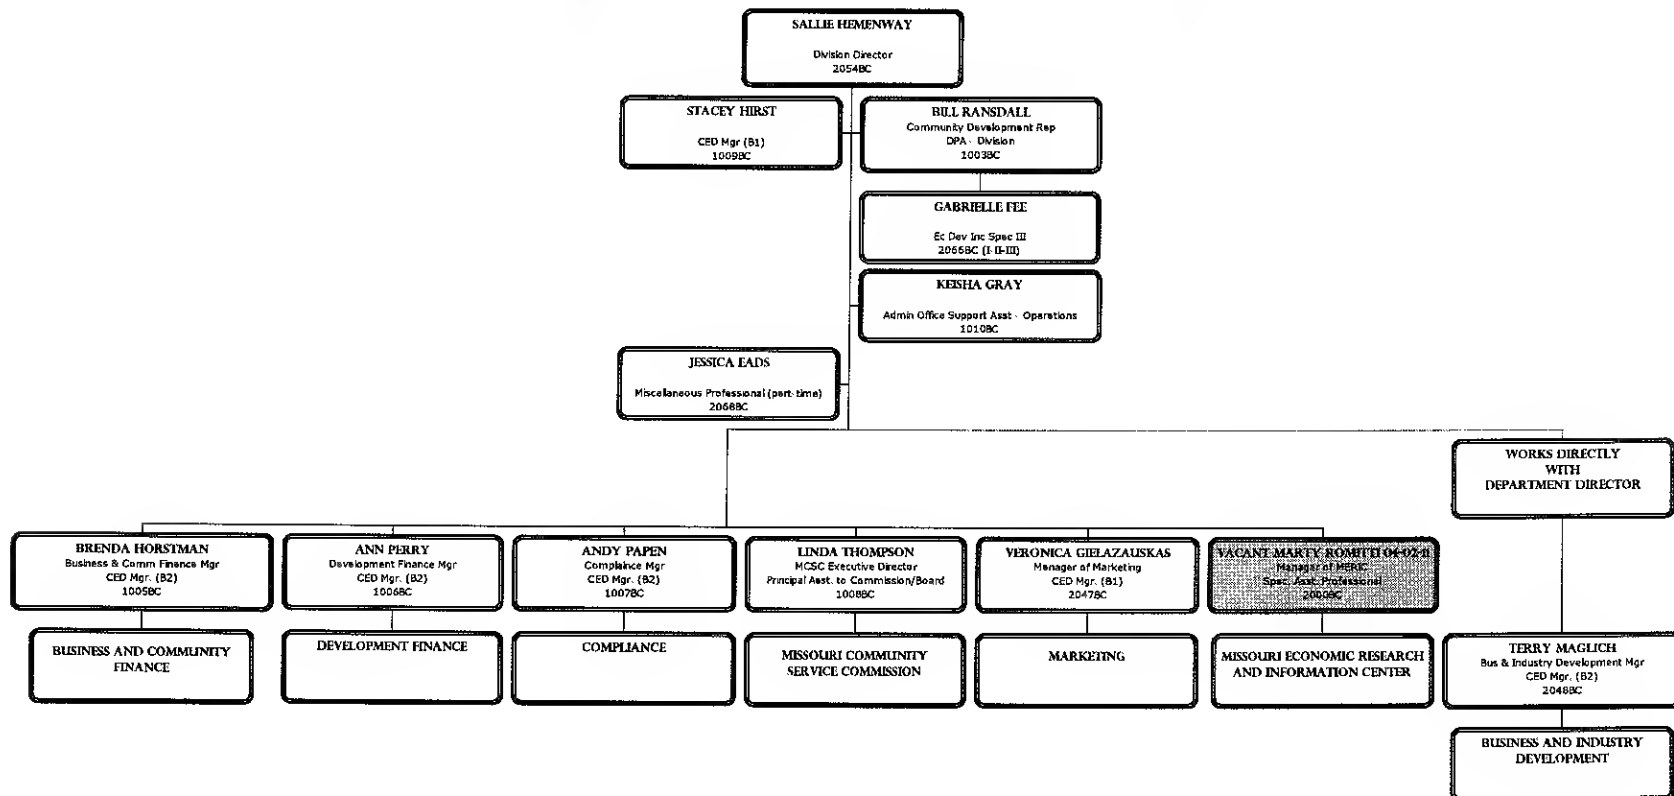 SALLIE HEMENWAY
Division Director
2054BC
STACEY HIRST
CED Mgr (B1)
1009BC
BILL RANSDALL
Community Development Rep
DPA - Division
1003BC
GABRIELLE FEE
Ec Dev Inc Spec III
2066BC (I-II-III)
KEISHA GRAY
Admin Office Support Asst - Operations
1010BC
JESSICA EADS
Miscellaneous Professional (part-time)
2068BC
WORKS DIRECTLY
WITH
DEPARTMENT DIRECTOR
BRENDA HORSTMAN
Business & Comm Finance Mgr
CED Mgr. (B2)
1005BC
ANN PERRY
Development Finance Mgr
CED Mgr. (B2)
1006BC
ANDY PAPEN
Complaince Mgr
CED Mgr. (B2)
1007BC
LINDA THOMPSON
MCSC Executive Director
Principal Asst. to Commission/Board
1008BC
VERONICA GIELAZAUSKAS
Manager of Marketing
CED Mgr. (B1)
2047BC
VACANT MARTY ROMITTI 04-02-11
Manager of MERIC
Spec. Asst. Professional
2000BC
BUSINESS AND COMMUNITY
FINANCE
DEVELOPMENT FINANCE
COMPLIANCE
MISSOURI COMMUNITY
SERVICE COMMISSION
MARKETING
MISSOURI ECONOMIC RESEARCH
AND INFORMATION CENTER
TERRY MAGLICH
Bus & Industry Development Mgr
CED Mgr. (B2)
2048BC
BUSINESS AND INDUSTRY
DEVELOPMENT